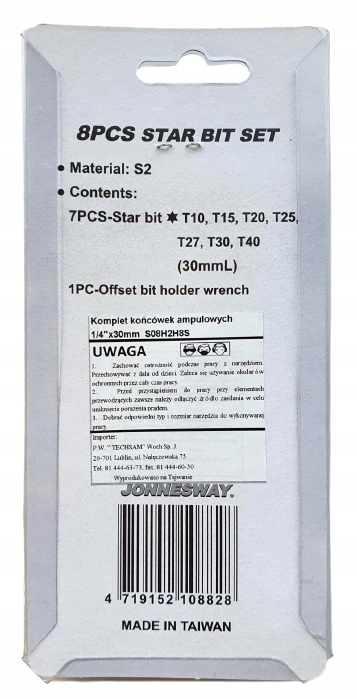 8PCS STAR BIT SET
• Material: S2
• Contents:
7PCS-Star bit ✶ T10, T15, T20, T25,
T27, T30, T40
(30mmL)
1PC-Offset bit holder wrench
Komplet końcówek ampulowych
1/4"x30mm S08H2H8S
UWAGA
1. Zachować ostrożność podczas pracy z narzędziem.
Przechowywać z dala od dzieci. Zaleca się używanie okularów
ochronnych przez cały czas pracy.
2. Przed przystąpieniem do pracy przy elementach
przewodzących zawsze należy odłączyć źródło zasilania w celu
uniknięcia porażenia prądem.
3. Dobrać odpowiedni typ i rozmiar narzędzia do wykonywanej
pracy.
Importer:
P.W. "TECHSAM" Woch Sp. J.
20-701 Lublin, ul. Nałęczowska 75
Tel. 81 444-63-73, fax. 81 444-60-50
Wyprodukowano na Tajwanie
JONNESWAY
4 719152 108828
MADE IN TAIWAN